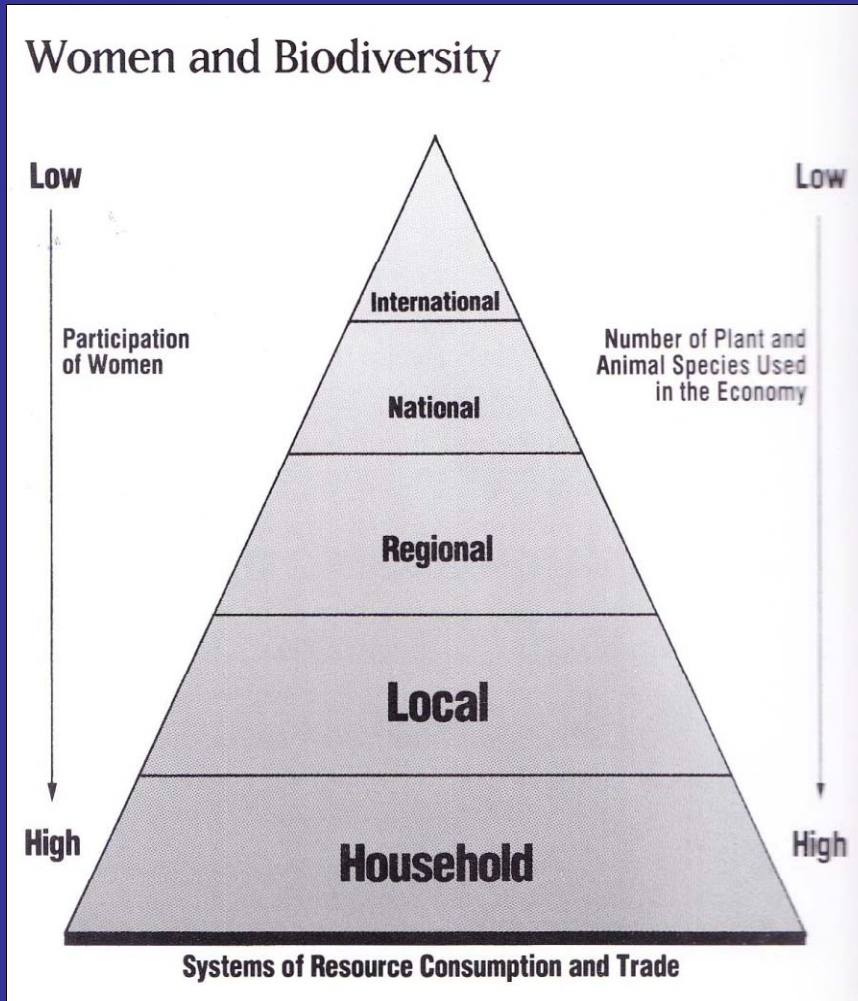 Women and Biodiversity
Low
Low
International
Participation
of Women
Number of Plant and
Animal Species Used
in the Economy
National
Regional
Local
High
High
Household
Systems of Resource Consumption and Trade